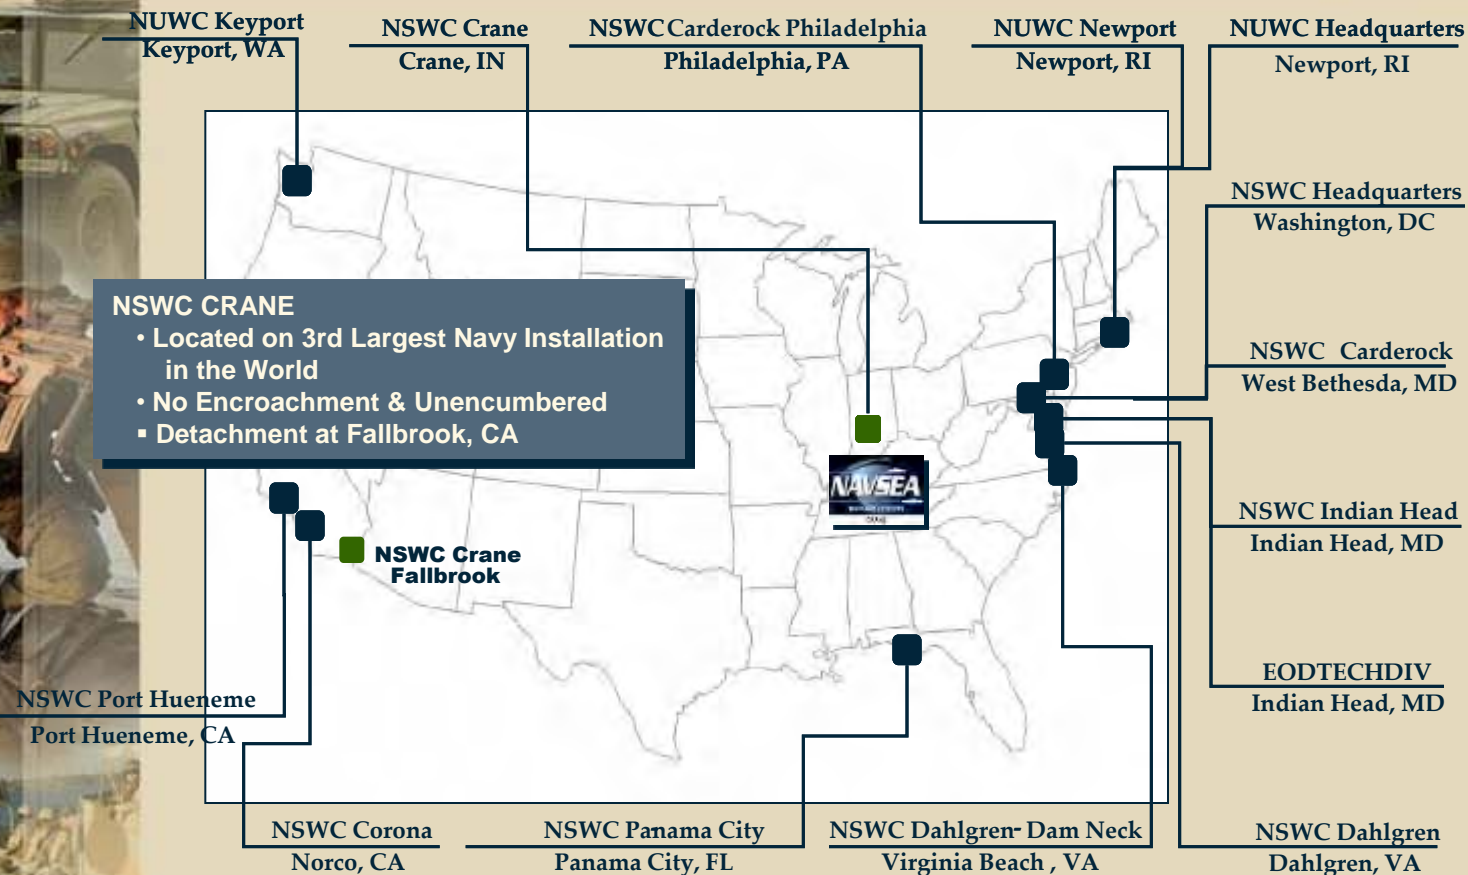 NUWC Keyport
Keyport, WA
NSWC Crane
Crane, IN
NSWC Carderock Philadelphia
Philadelphia, PA
NUWC Newport
Newport, RI
NUWC Headquarters
Newport, RI
NSWC Headquarters
Washington, DC
NSWC CRANE
• Located on 3rd Largest Navy Installation
in the World
• No Encroachment & Unencumbered
▪ Detachment at Fallbrook, CA
NSWC Carderock
West Bethesda, MD
NAVSEA
NSWC Indian Head
Indian Head, MD
NSWC Crane
Fallbrook
EODTECHDIV
Indian Head, MD
NSWC Port Hueneme
Port Hueneme, CA
NSWC Corona
Norco, CA
NSWC Panama City
Panama City, FL
NSWC Dahlgren- Dam Neck
Virginia Beach , VA
NSWC Dahlgren
Dahlgren, VA